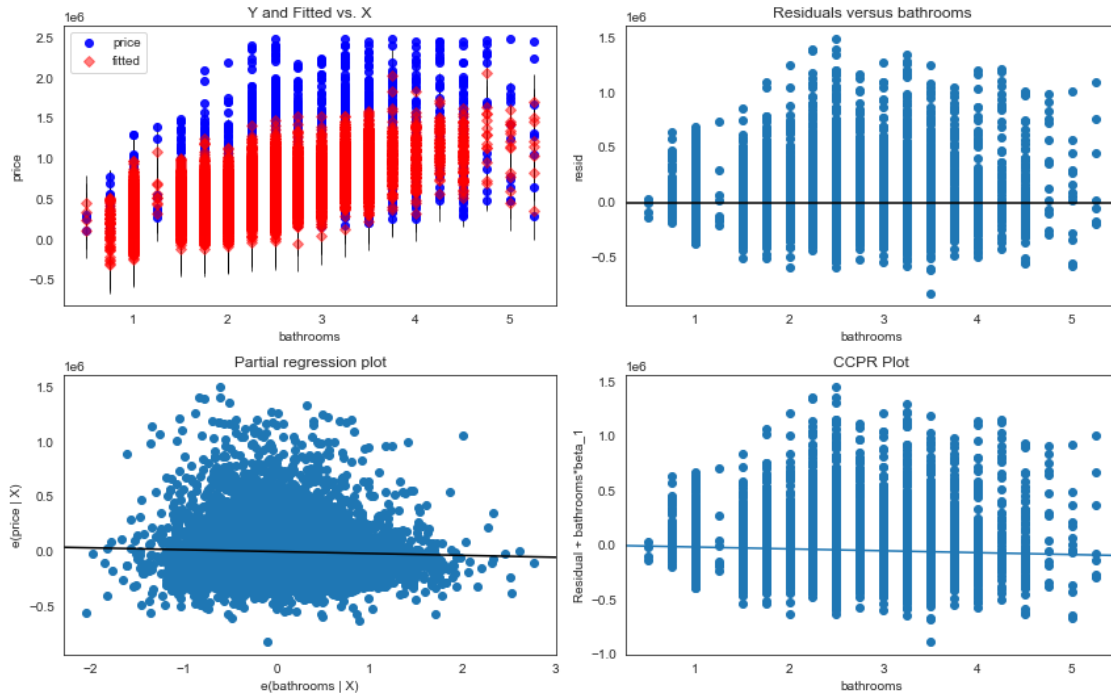 Y and Fitted vs. X
1e6
price
fitted
2.5
2.0
1.5
1.0
0.5
0.0
−0.5
price
1 2 3 4 5
bathrooms
Residuals versus bathrooms
1e6
1.5
1.0
0.5
0.0
−0.5
resid
1 2 3 4 5
bathrooms
Partial regression plot
1e6
1.5
1.0
0.5
0.0
−0.5
e(price | X)
−2 −1 0 1 2 3
e(bathrooms | X)
CCPR Plot
1e6
1.5
1.0
0.5
0.0
−0.5
−1.0
Residual + bathrooms*beta_1
1 2 3 4 5
bathrooms